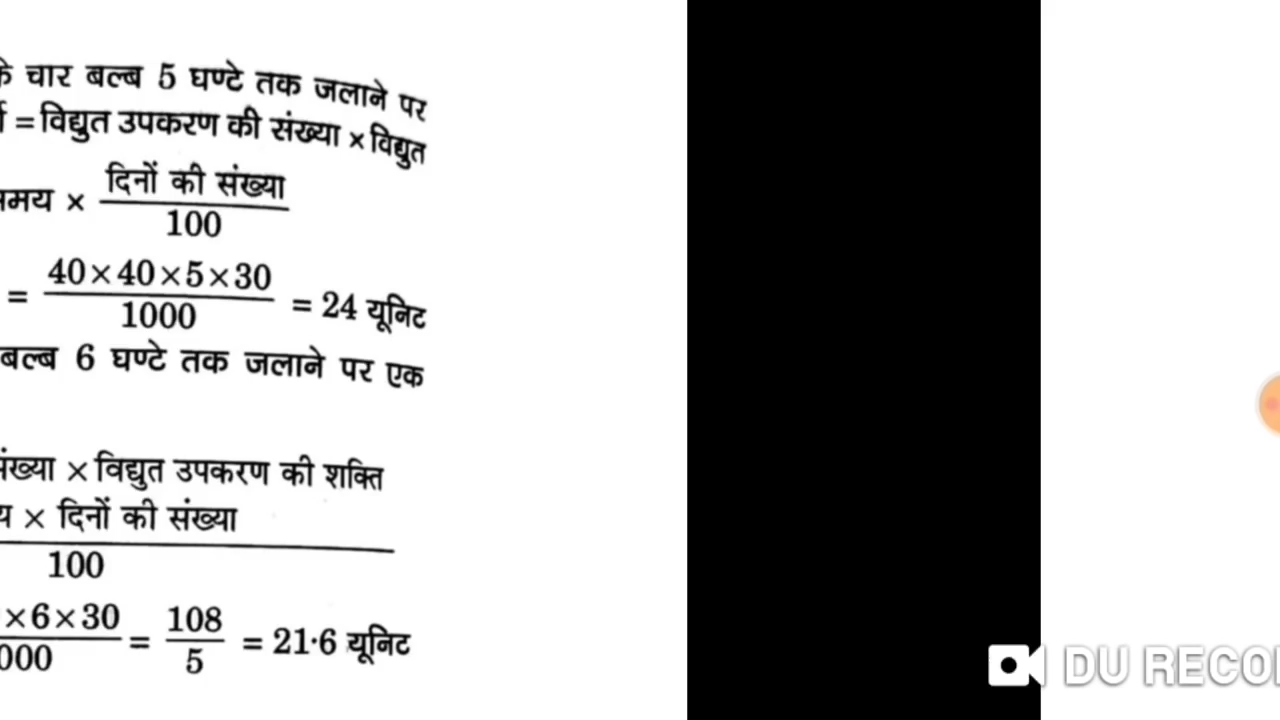 के चार बल्ब 5 घण्टे तक जलाने पर
= विद्युत उपकरण की संख्या × विद्युत
समय × दिनों की संख्या
100
= 40×40×5×30
1000
= 24 यूनिट
बल्ब 6 घण्टे तक जलाने पर एक
संख्या × विद्युत उपकरण की शक्ति
× दिनों की संख्या
100
×6×30
000
= 108
5
= 21·6 यूनिट
DU RECO